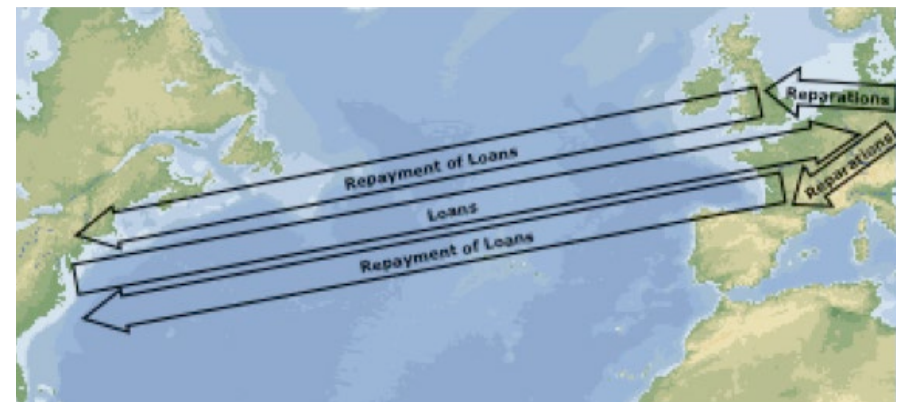 Reparations
Repayment of Loans
Reparations
Loans
Repayment of Loans